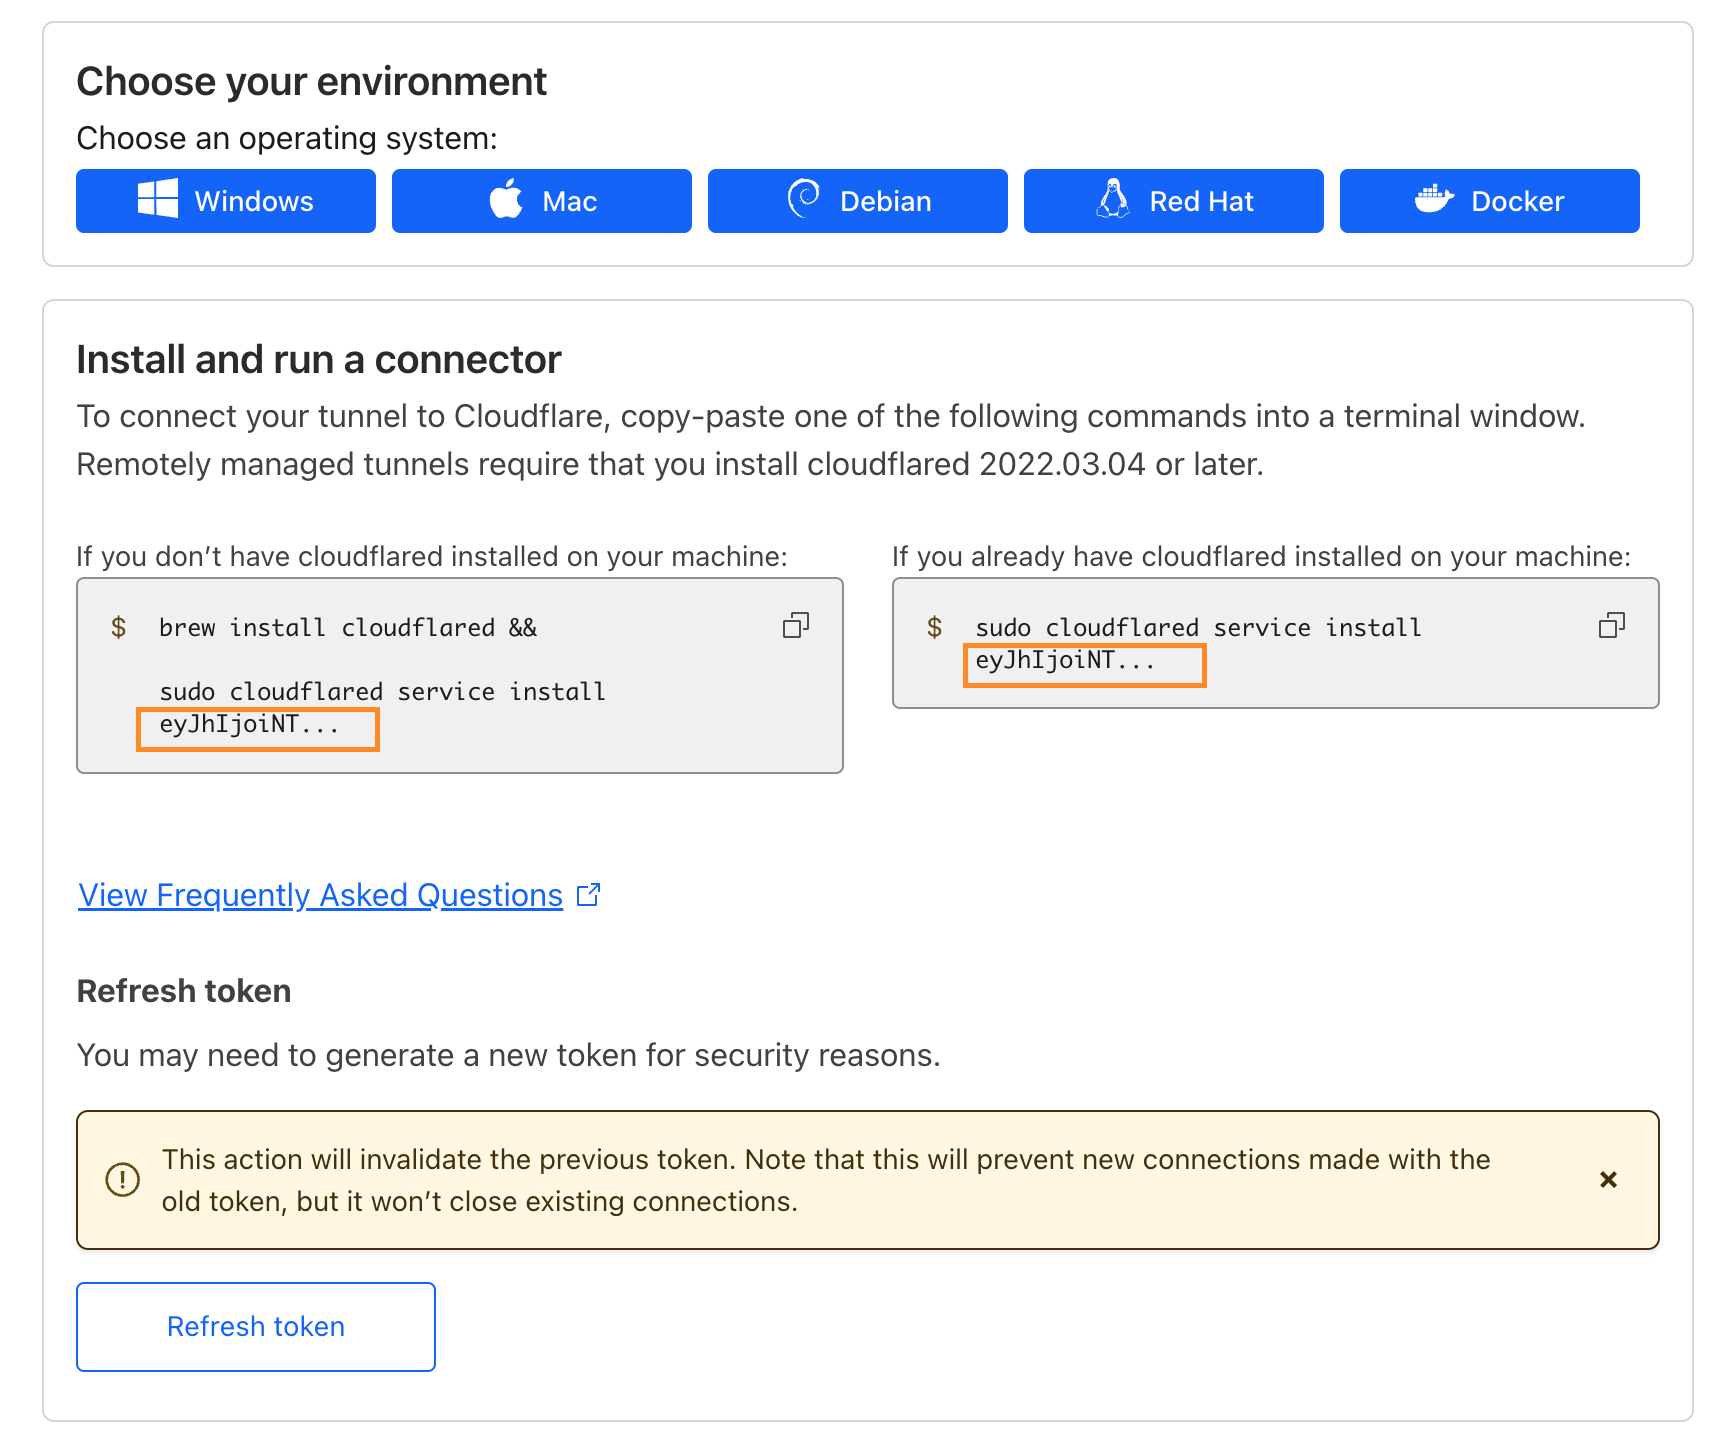 Choose your environment
Choose an operating system:
Windows
Mac
Debian
Red Hat
Docker
Install and run a connector
To connect your tunnel to Cloudflare, copy-paste one of the following commands into a terminal window.
Remotely managed tunnels require that you install cloudflared 2022.03.04 or later.
If you don’t have cloudflared installed on your machine:
$ brew install cloudflared &&
sudo cloudflared service install
eyJhIjoiNT...
If you already have cloudflared installed on your machine:
$ sudo cloudflared service install
eyJhIjoiNT...
View Frequently Asked Questions
Refresh token
You may need to generate a new token for security reasons.
This action will invalidate the previous token. Note that this will prevent new connections made with the
old token, but it won’t close existing connections.
Refresh token